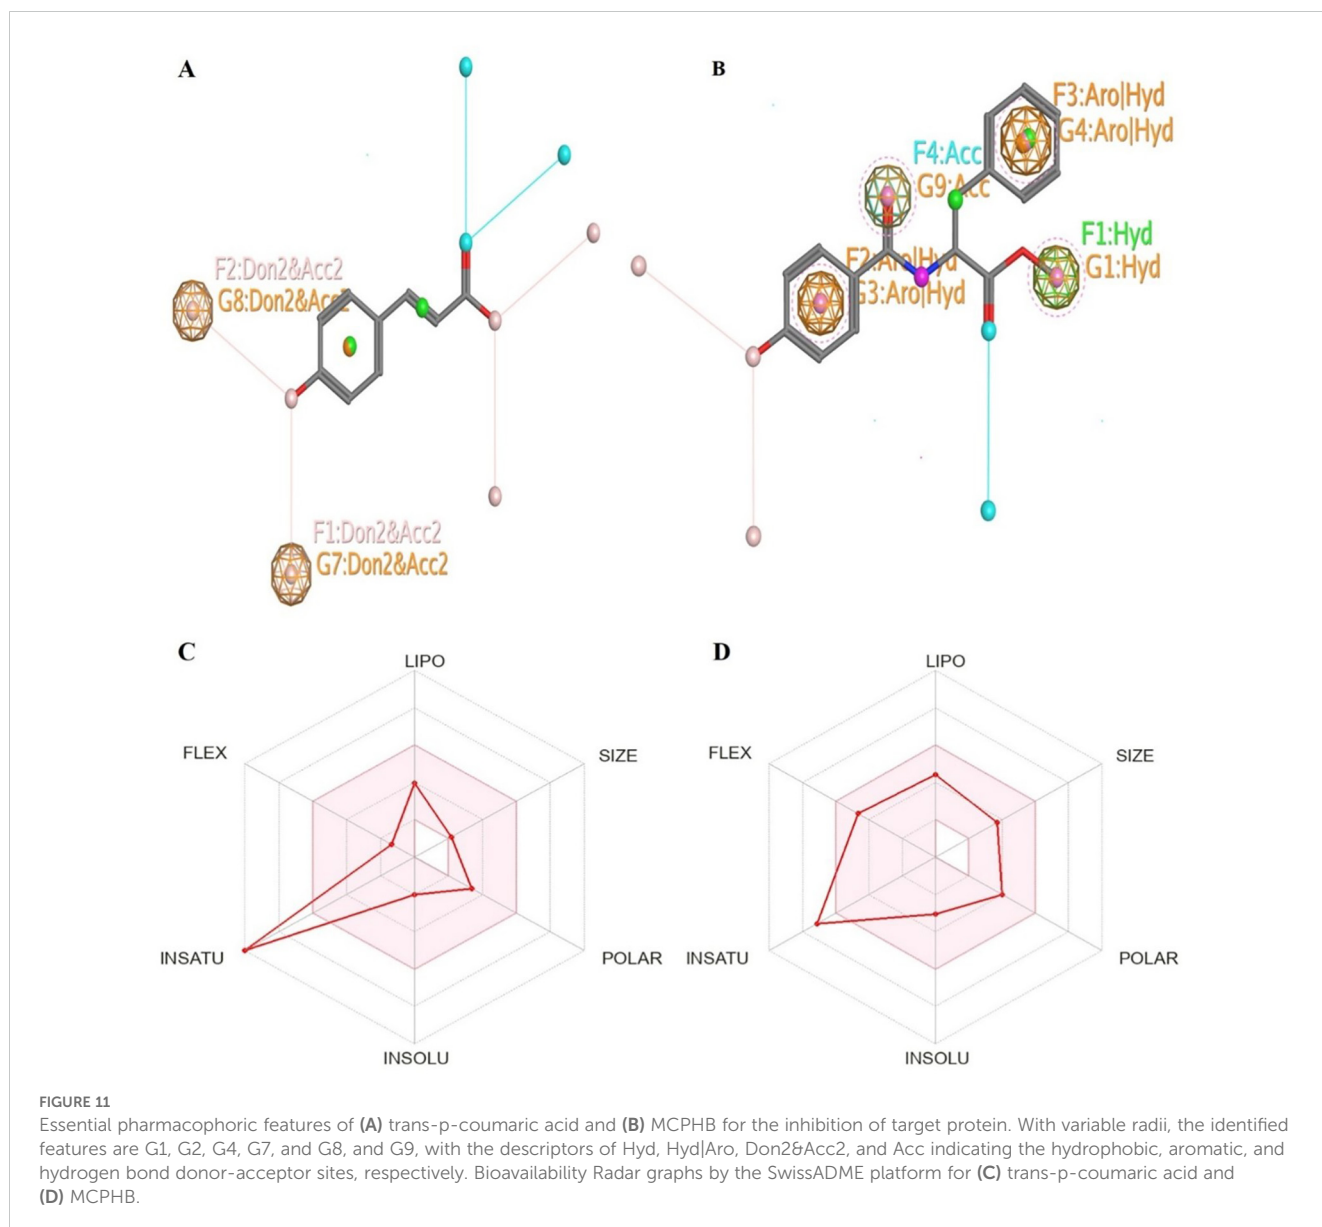 A
B
F3:Aro|Hyd
G4:Aro|Hyd
F4:Acc
G9:Acc
F1:Hyd
G1:Hyd
F2:Aro|Hyd
G3:Aro|Hyd
F2:Don2&Acc2
G8:Don2&Acc2
F1:Don2&Acc2
G7:Don2&Acc2
C
LIPO
SIZE
POLAR
INSOLU
INSATU
FLEX
D
LIPO
SIZE
POLAR
INSOLU
INSATU
FLEX
FIGURE 11
Essential pharmacophoric features of (A) trans-p-coumaric acid and (B) MCPHB for the inhibition of target protein. With variable radii, the identified
features are G1, G2, G4, G7, and G8, and G9, with the descriptors of Hyd, Hyd|Aro, Don2&Acc2, and Acc indicating the hydrophobic, aromatic, and
hydrogen bond donor-acceptor sites, respectively. Bioavailability Radar graphs by the SwissADME platform for (C) trans-p-coumaric acid and
(D) MCPHB.